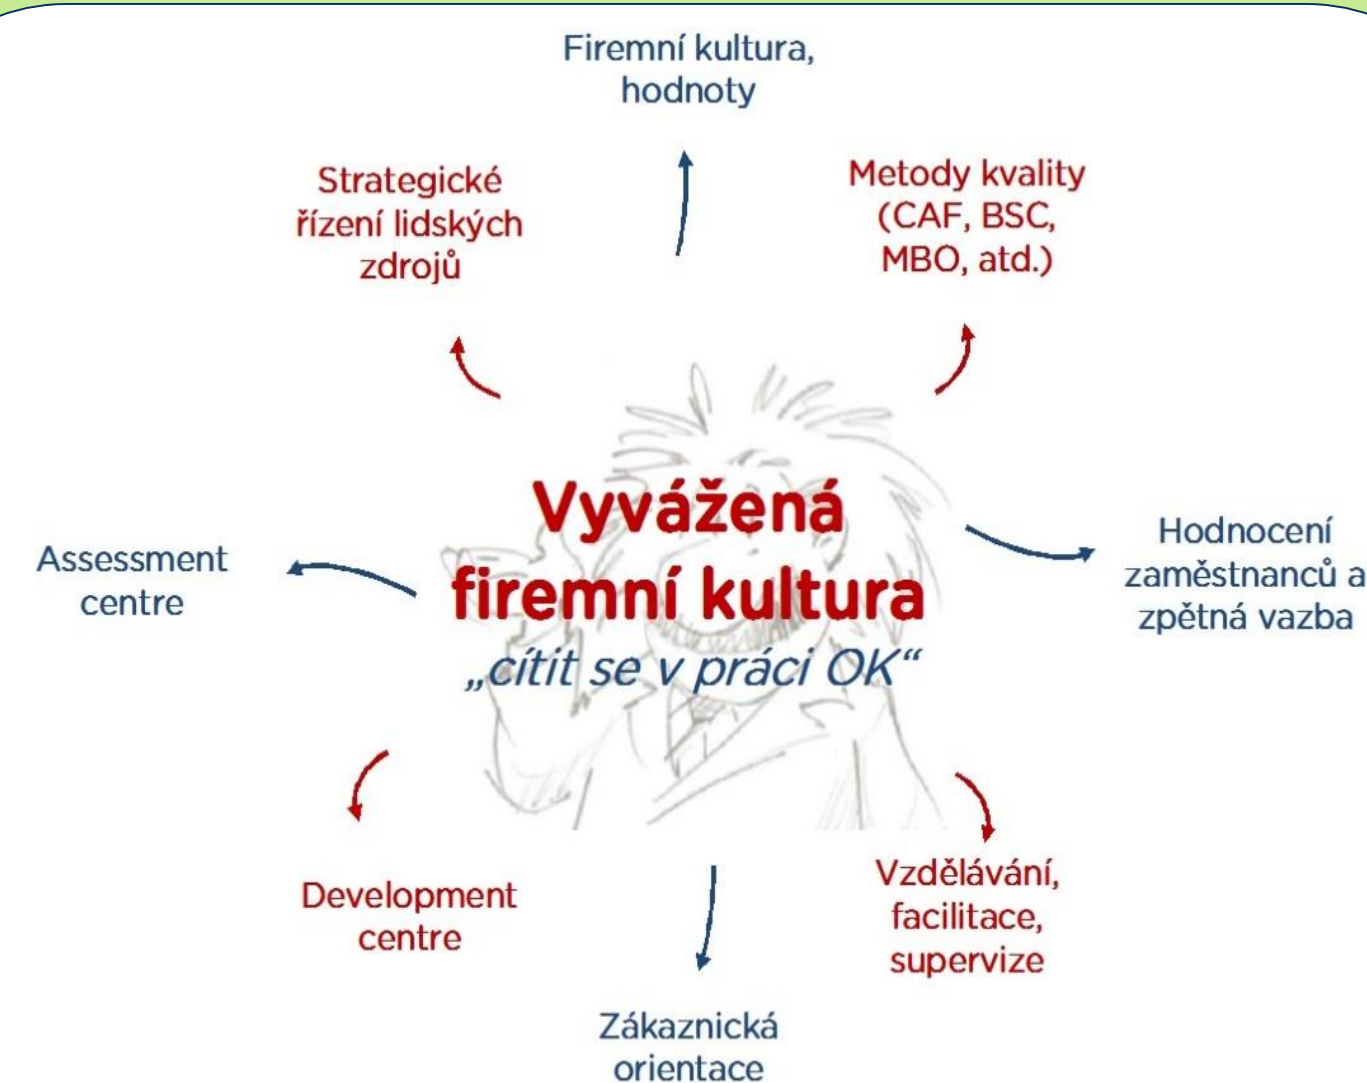 Firemní kultura,
hodnoty
Strategické
řízení lidských
zdrojů
Metody kvality
(CAF, BSC,
MBO, atd.)
Vyvážená
firemní kultura
„cítit se v práci OK“
Assessment
centre
Hodnocení
zaměstnanců a
zpětná vazba
Development
centre
Vzdělávání,
facilitace,
supervize
Zákaznická
orientace